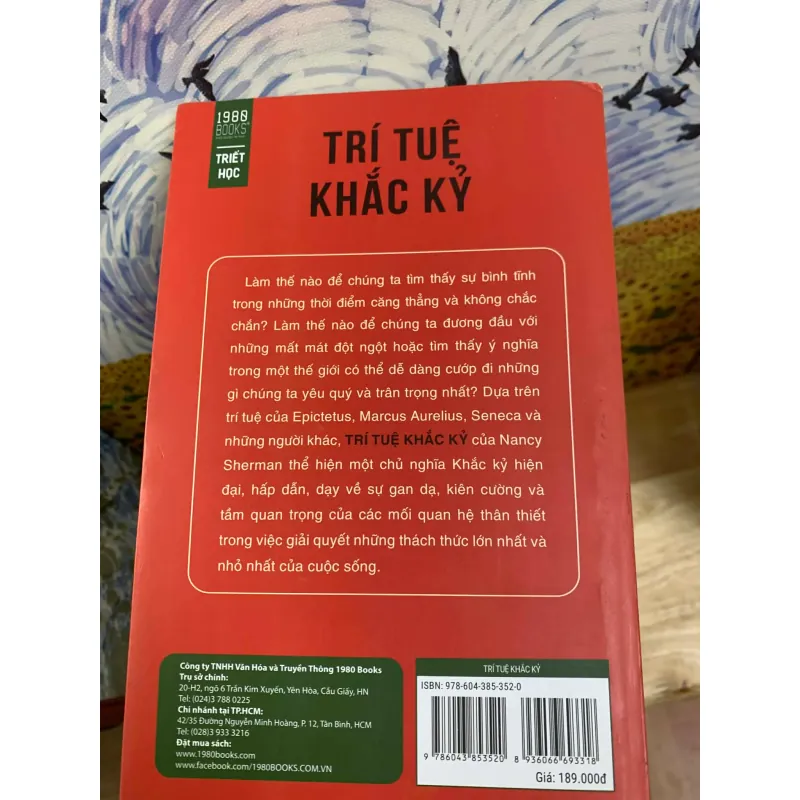 1980
BOOKS
TRIẾT
HỌC
TRÍ TUỆ
KHẮC KỶ
Làm thế nào để chúng ta tìm thấy sự bình tĩnh
trong những thời điểm căng thẳng và không chắc
chắn? Làm thế nào để chúng ta đương đầu với
những mất mát đột ngột hoặc tìm thấy ý nghĩa
trong một thế giới có thể dễ dàng cướp đi những
gì chúng ta yêu quý và trân trọng nhất? Dựa trên
trí tuệ của Epictetus, Marcus Aurelius, Seneca và
những người khác, TRÍ TUỆ KHẮC KỶ của Nancy
Sherman thể hiện một chủ nghĩa Khắc kỷ hiện
đại, hấp dẫn, dạy về sự gan dạ, kiên cường và
tầm quan trọng của các mối quan hệ thân thiết
trong việc giải quyết những thách thức lớn nhất và
nhỏ nhất của cuộc sống.
Công ty TNHH Văn Hóa và Truyền Thông 1980 Books
Trụ sở chính:
20-H2, ngõ 6 Trần Kim Xuyến, Yên Hòa, Cầu Giấy, HN
Tel: (024)3 788 0225
Chi nhánh tại TP.HCM:
42/35 Đường Nguyễn Minh Hoàng, P. 12, Tân Bình, HCM
Tel: (028)3 933 3216
Đặt mua sách:
www.1980books.com
www.facebook.com/1980BOOKS.COM.VN
TRÍ TUỆ KHẮC KỶ
ISBN: 978-604-385-352-0
9 786043 853520
8 936066 693318
Giá: 189.000đ